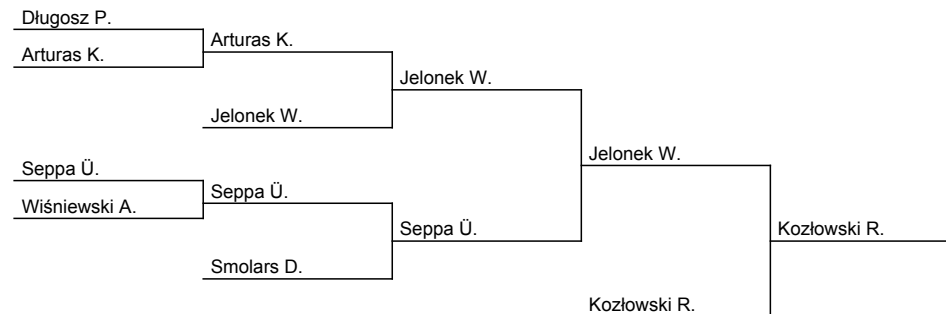 Długosz P.
Arturas K.
Arturas K.
Jelonek W.
Jelonek W.
Jelonek W.
Seppa Ü.
Seppa Ü.
Wiśniewski A.
Seppa Ü.
Kozłowski R.
Smolars D.
Kozłowski R.